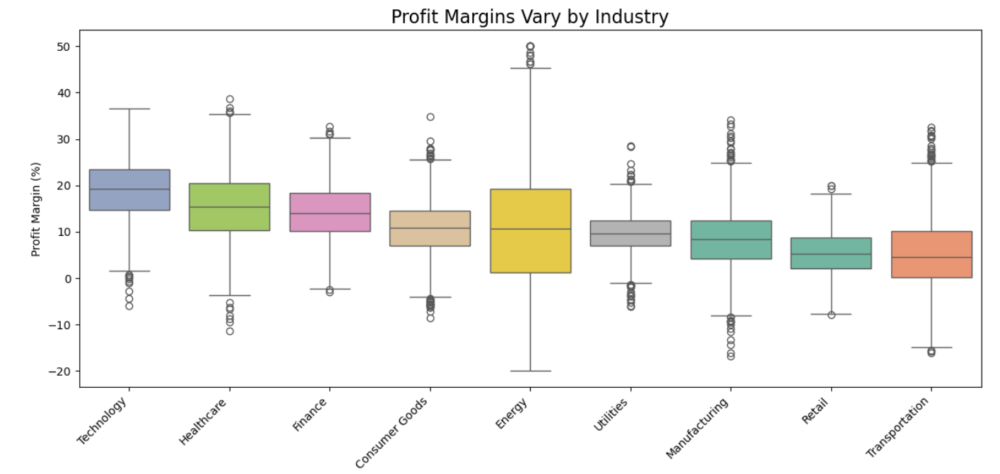 Profit Margins Vary by Industry
Profit Margin (%)
50
40
30
20
10
0
−10
−20
Technology
Healthcare
Finance
Consumer Goods
Energy
Utilities
Manufacturing
Retail
Transportation